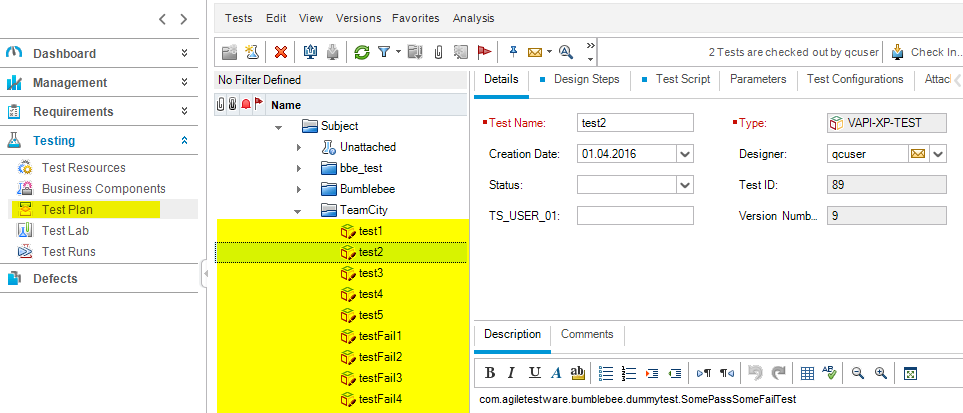 Tests Edit View Versions Favorites Analysis
2 Tests are checked out by qcuser Check In...
Dashboard
Management
Requirements
Testing
Test Resources
Business Components
Test Plan
Test Lab
Test Runs
Defects
No Filter Defined
Name
Subject
Unattached
bbe_test
Bumblebee
TeamCity
test1
test2
test3
test4
test5
testFail1
testFail2
testFail3
testFail4
Details Design Steps Test Script Parameters Test Configurations Attac
Test Name: test2 Type: VAPI-XP-TEST
Creation Date: 01.04.2016 Designer: qcuser
Status: Test ID: 89
TS_USER_01: Version Numb... 9
Description Comments
B I U A ab
com.agiletestware.bumblebee.dummytest.SomePassSomeFailTest